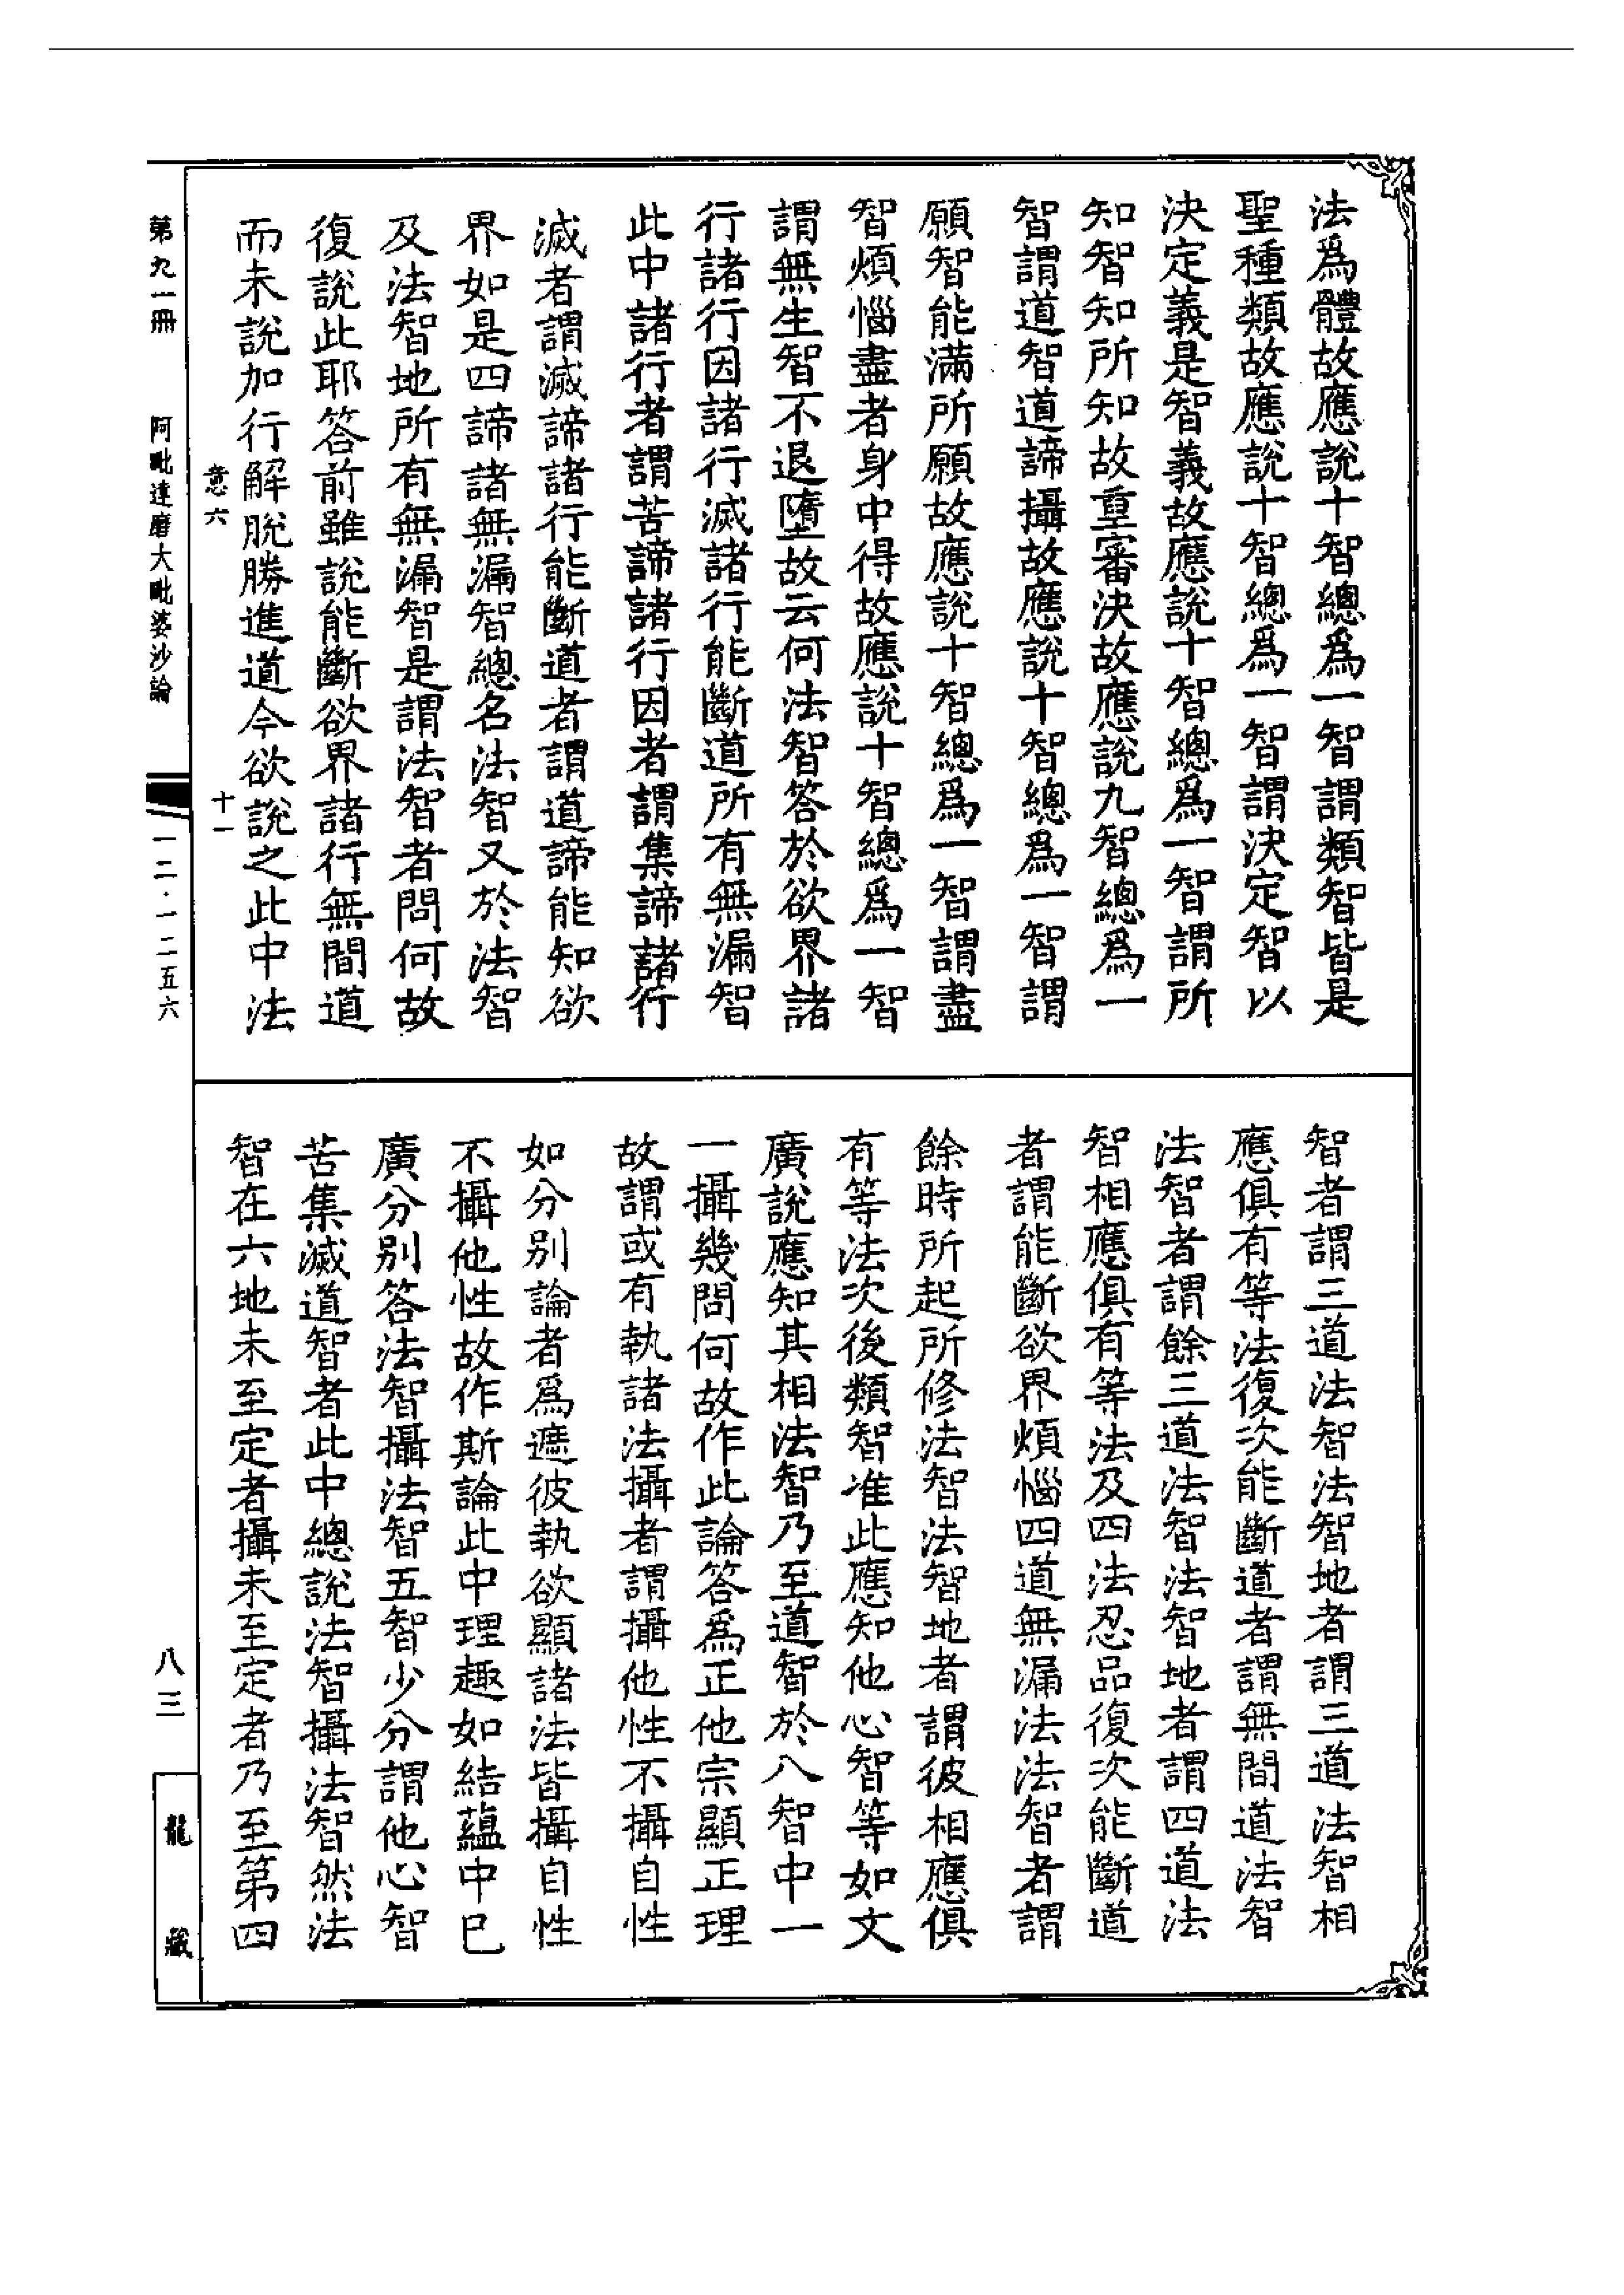 法爲體故應說十智總爲一智謂類智皆是
聖種類故應說十智總爲一智謂決定智以
決定義是智義故應說十智總爲一智謂所
知智知所知故重審決故應說九智總爲一
智謂道智道諦攝故應說十智總爲一智謂
願智能滿所願故應說十智總爲一智謂盡
智煩惱盡者身中得故應說十智總爲一智
謂無生智不退墮故云何法智答於欲界諸
行諸行因諸行滅諸行能斷道所有無漏智
此中諸行者謂苦諦諸行因者謂集諦諸行
滅者謂滅諦諸行能斷道者謂道諦能知欲
界如是四諦諸無漏智總名法智又於法智
及法智地所有無漏智是謂法智者問何故
復說此耶答前雖說能斷欲界諸行無間道
而未說加行解脫勝進道今欲說之此中法
智者謂三道法智法智地者謂三道法智相
應俱有等法復次能斷道者謂無間道法智
法智者謂餘三道法智法智地者謂四道法
智相應俱有等法及四法忍品復次能斷道
者謂能斷欲界煩惱四道無漏法法智者謂
餘時所起所修法智法智地者謂彼相應俱
有等法次後類智准此應知他心智等如文
廣說應知其相法智乃至道智於八智中一
一攝幾問何故作此論答爲正他宗顯正理
故謂或有執諸法攝者謂攝他性不攝自性
如分別論者爲遮彼執欲顯諸法皆攝自性
不攝他性故作斯論此中理趣如結蘊中已
廣分別答法智攝法智五智少分謂他心智
苦集滅道智者此中總說法智攝法智然法
智在六地未至定者攝未至定者乃至第四
意六
十一
第九一冊
阿毗達磨大毗婆沙論
一二·一二五六
八三
龍藏